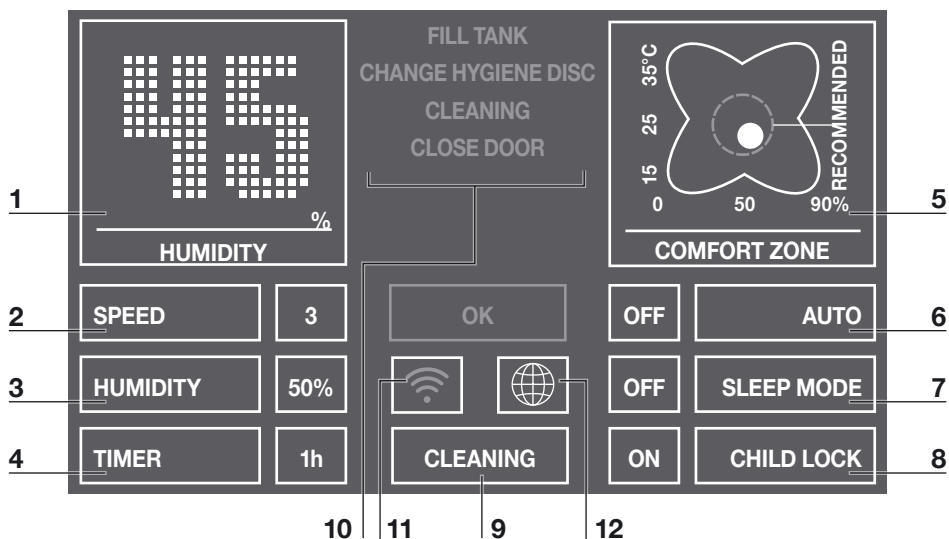 45
%
HUMIDITY
FILL TANK
CHANGE HYGIENE DISC
CLEANING
CLOSE DOOR
35°C
25
15
0 50 90%
RECOMMENDED
COMFORT ZONE
1
5
2
SPEED 3
OK
OFF AUTO
6
3
HUMIDITY 50%
OFF SLEEP MODE
7
4
TIMER 1h
CLEANING
ON CHILD LOCK
8
10 11 9 12